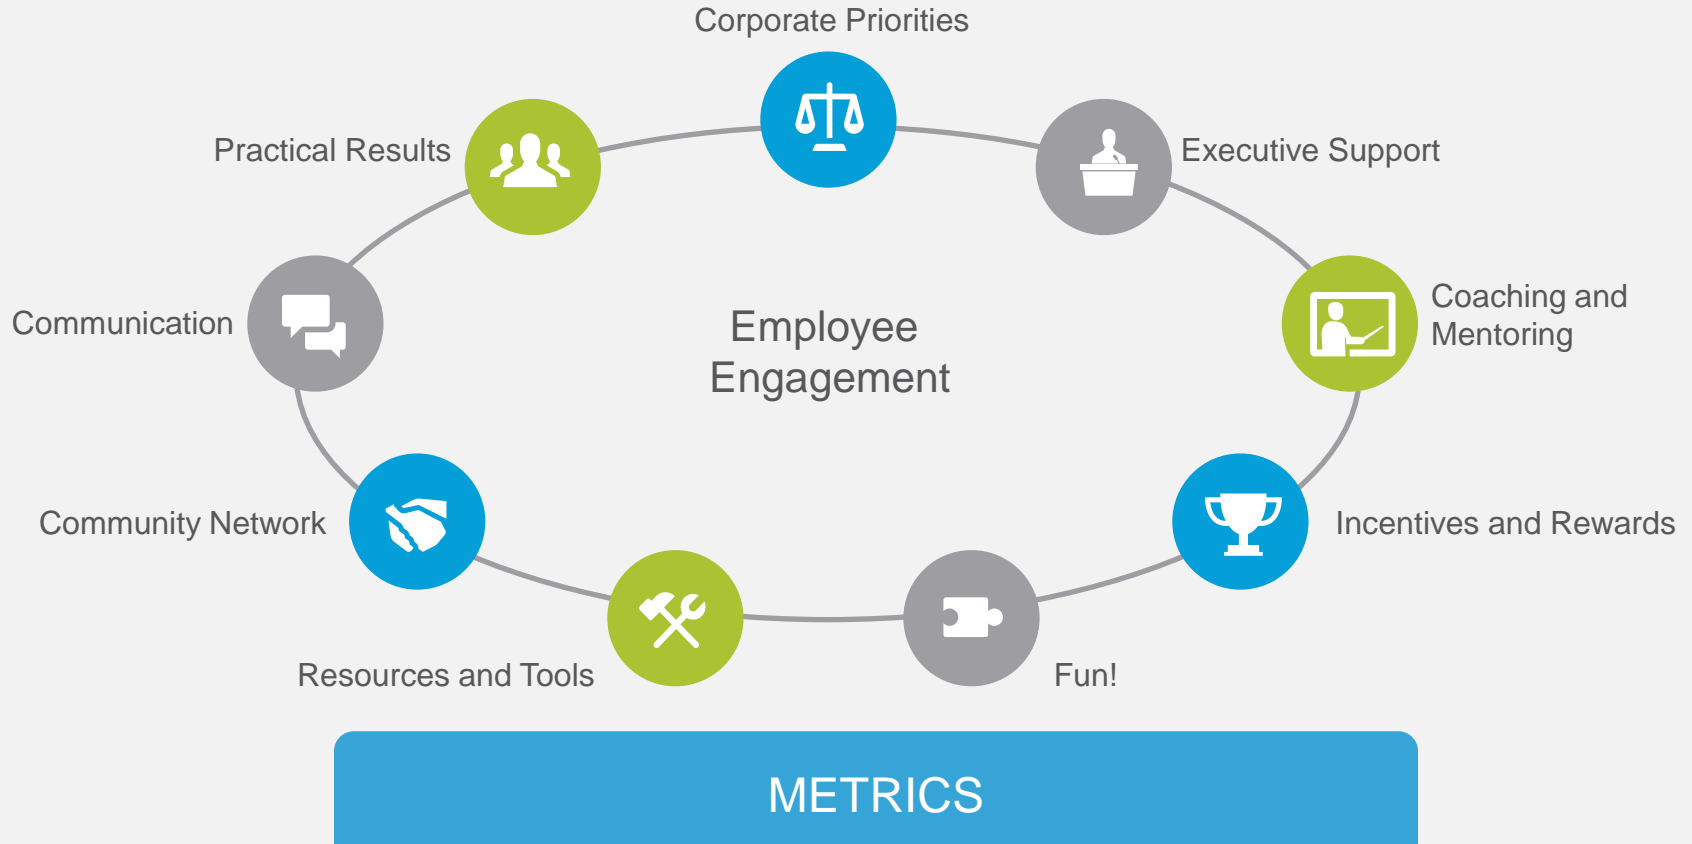 Corporate Priorities
Practical Results
Executive Support
Communication
Coaching and
Mentoring
Employee
Engagement
Community Network
Incentives and Rewards
Resources and Tools
Fun!
METRICS